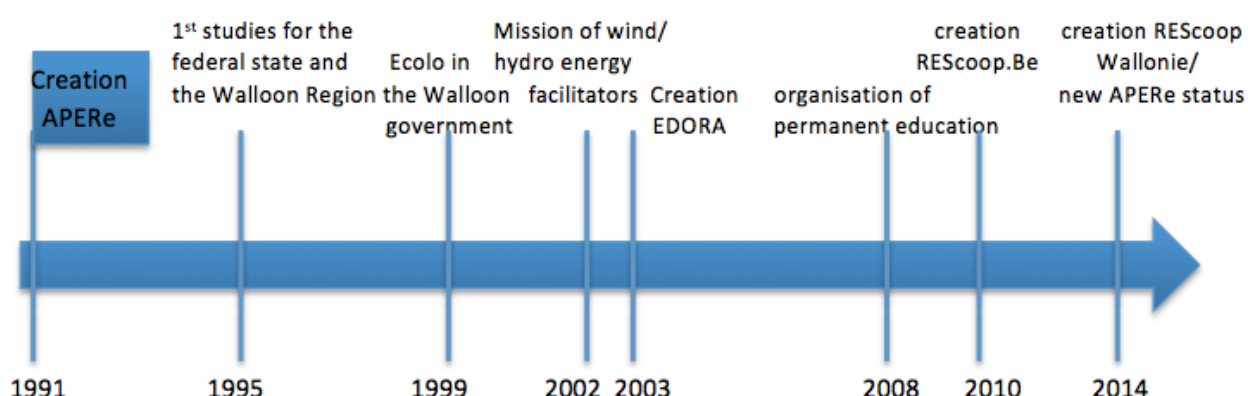 Creation
APERe
1st studies for the
federal state and
the Walloon Region
Ecolo in
the Walloon
government
Mission of wind/
hydro energy
facilitators
Creation
EDORA
organisation of
permanent education
creation
REScoop.Be
creation REScoop
Wallonie/
new APERe status
1991 1995 1999 2002 2003 2008 2010 2014